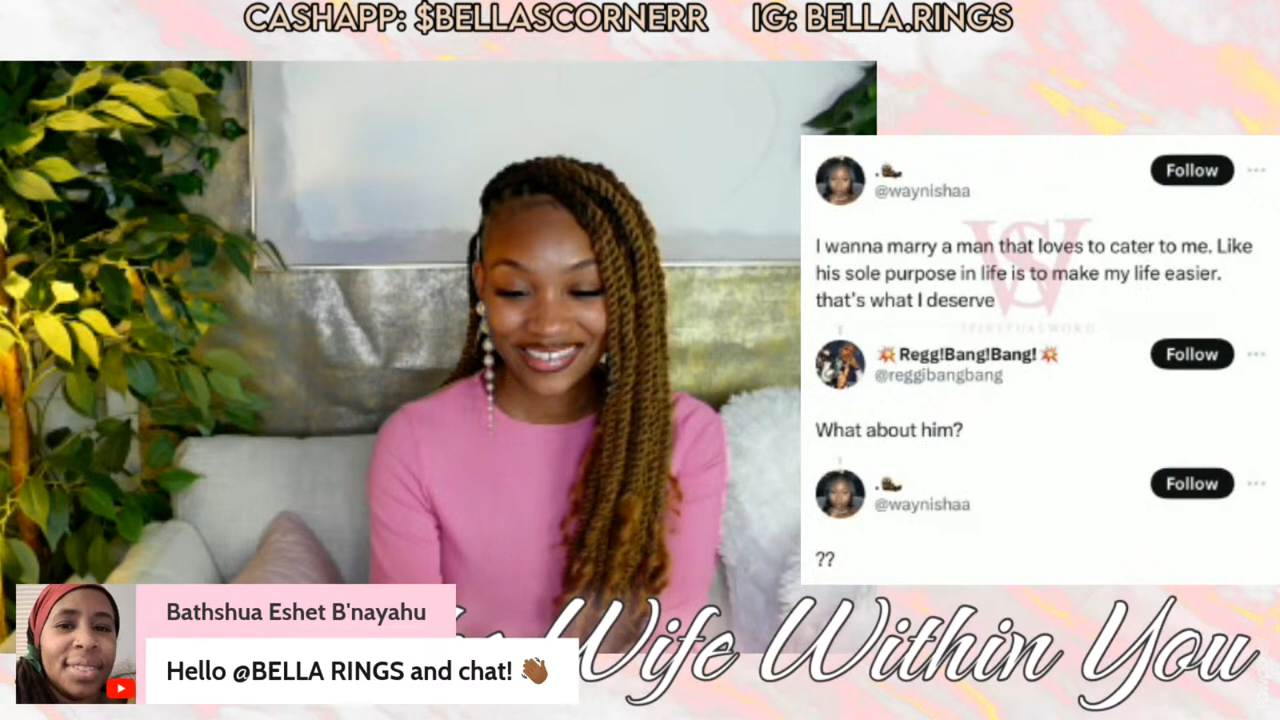 CASHAPP: $BELLASCORNERR IG: BELLA.RINGS
.
@waynishaa
Follow
I wanna marry a man that loves to cater to me. Like
his sole purpose in life is to make my life easier.
that's what I deserve
SPIRITUALSWORD
💥 Regg!Bang!Bang! 💥
@reggibangbang
Follow
What about him?
.
@waynishaa
Follow
??
Bathshua Eshet B'nayahu
Hello @BELLA RINGS and chat! 👋🏾
Wife Within You